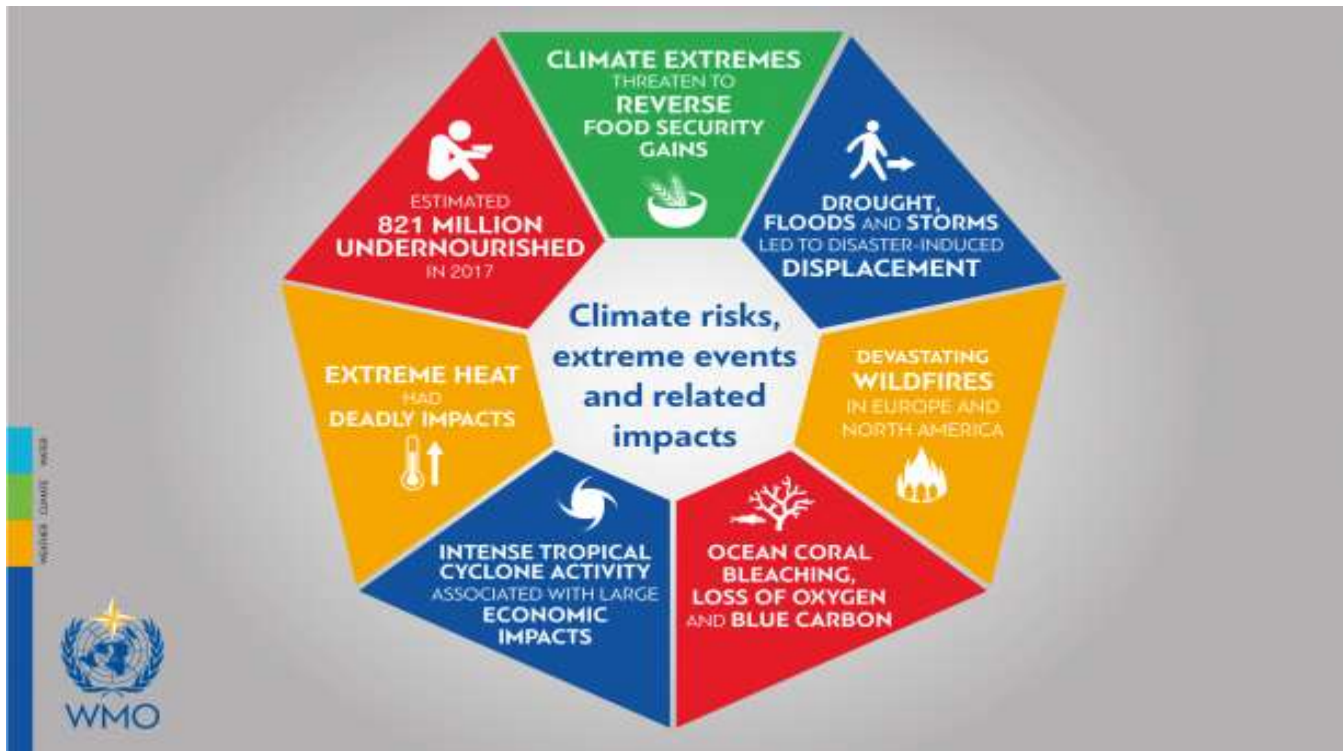 CLIMATE EXTREMES
THREATEN TO
REVERSE
FOOD SECURITY
GAINS
DROUGHT,
FLOODS AND STORMS
LED TO DISASTER-INDUCED
DISPLACEMENT
DEVASTATING
WILDFIRES
IN EUROPE AND
NORTH AMERICA
OCEAN CORAL
BLEACHING,
LOSS OF OXYGEN
AND BLUE CARBON
INTENSE TROPICAL
CYCLONE ACTIVITY
ASSOCIATED WITH LARGE
ECONOMIC
IMPACTS
EXTREME HEAT
HAD
DEADLY IMPACTS
ESTIMATED
821 MILLION
UNDERNOURISHED
IN 2017
Climate risks,
extreme events
and related
impacts
WEATHER CLIMATE WATER
WMO